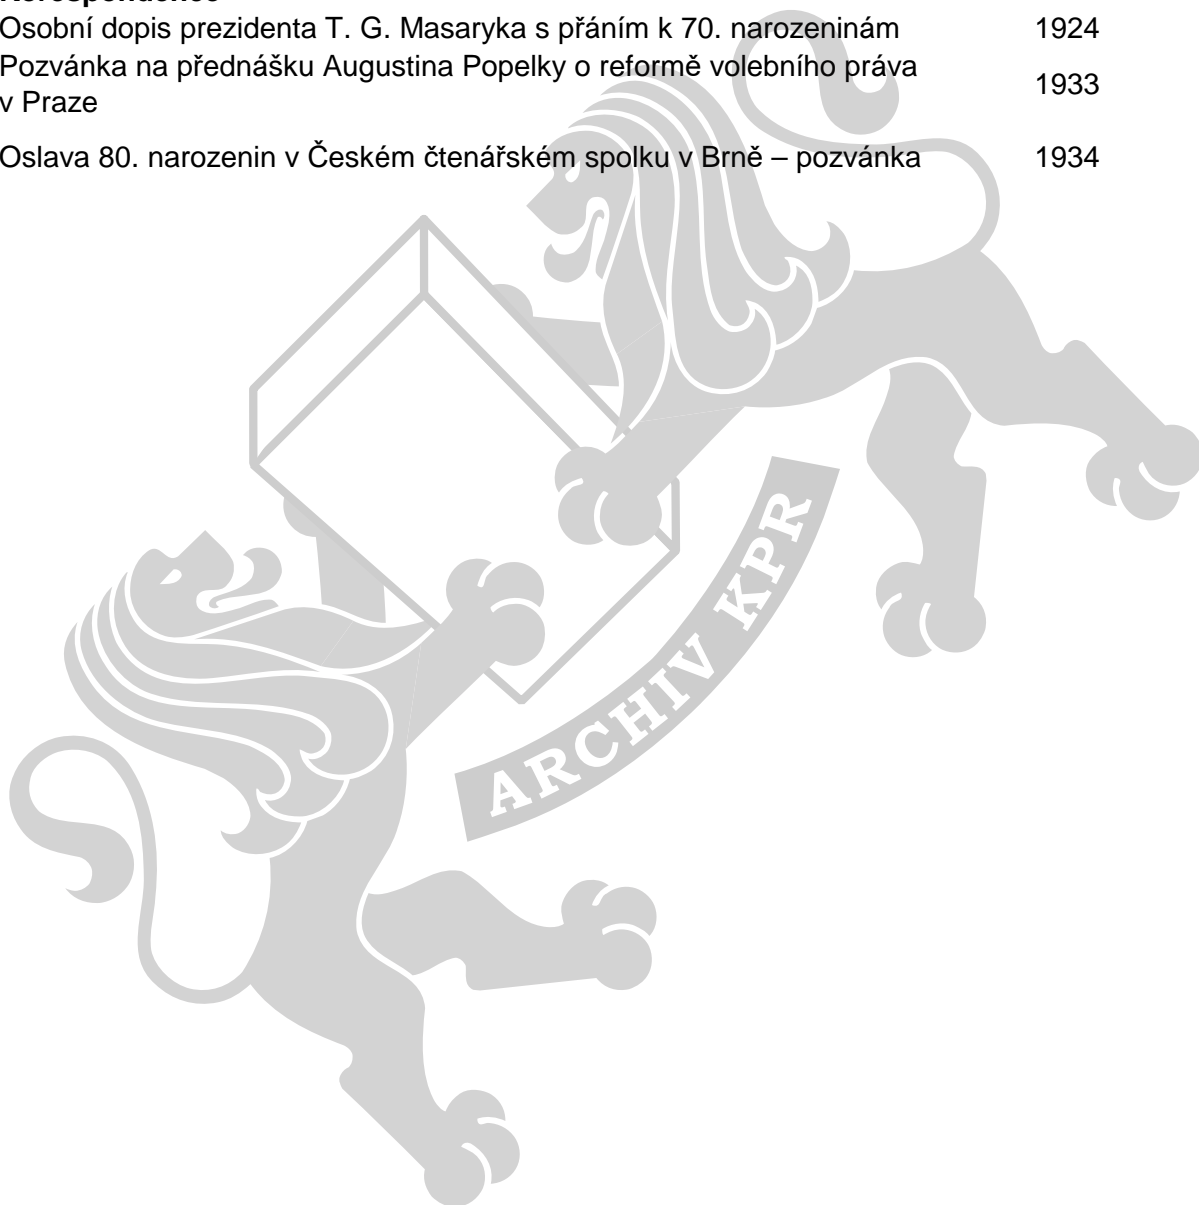 Korespondence
Osobní dopis prezidenta T. G. Masaryka s přáním k 70. narozeninám 1924
Pozvánka na přednášku Augustina Popelky o reformě volebního práva
v Praze 1933
Oslava 80. narozenin v Českém čtenářském spolku v Brně – pozvánka 1934
ARCHIV KPR